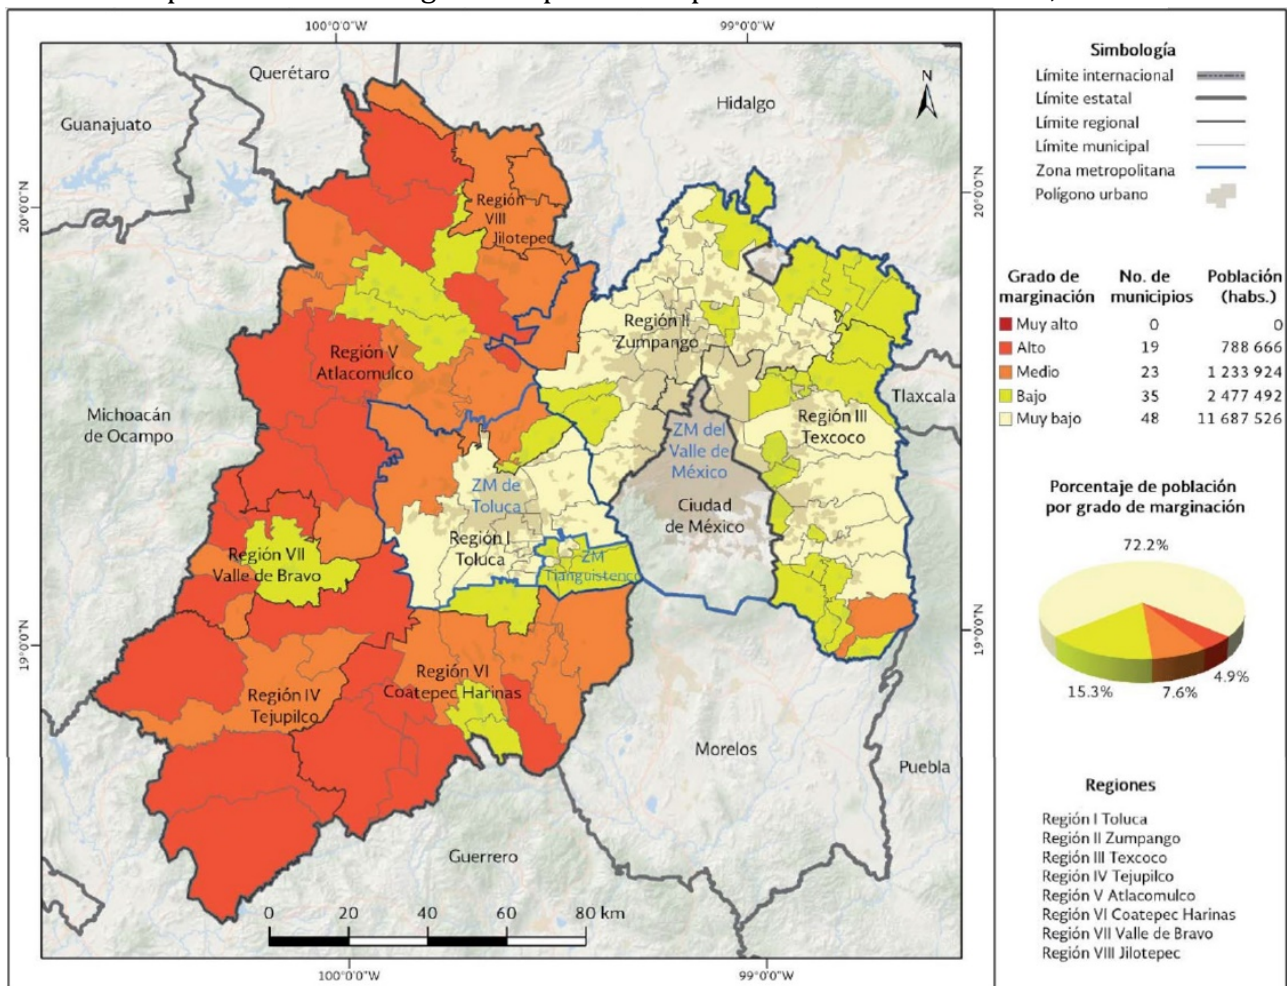 100°0'0"W
99°0'0"W
Querétaro
Guanajuato
Hidalgo
N
20°0'0"N
20°0'0"N
Región
VIII
Jilotepec
Región II
Zumpango
Región V
Atlacomulco
Michoacán
de Ocampo
Tlaxcala
Región III
Texcoco
ZM del
Valle de
México
Ciudad
de México
ZM de
Toluca
Región I
Toluca
ZM
Tianguistenco
Región VII
Valle de Bravo
19°0'0"N
19°0'0"N
Región VI
Coatepec Harinas
Región IV
Tejupilco
Morelos
Puebla
Guerrero
0 20 40 60 80 km
100°0'0"W
99°0'0"W
Simbología
Límite internacional
Límite estatal
Límite regional
Límite municipal
Zona metropolitana
Polígono urbano
Grado de marginación No. de municipios Población (habs.)
Muy alto 0 0
Alto 19 788 666
Medio 23 1 233 924
Bajo 35 2 477 492
Muy bajo 48 11 687 526
Porcentaje de población
por grado de marginación
72.2%
15.3%
7.6%
4.9%
Regiones
Región I Toluca
Región II Zumpango
Región III Texcoco
Región IV Tejupilco
Región V Atlacomulco
Región VI Coatepec Harinas
Región VII Valle de Bravo
Región VIII Jilotepec